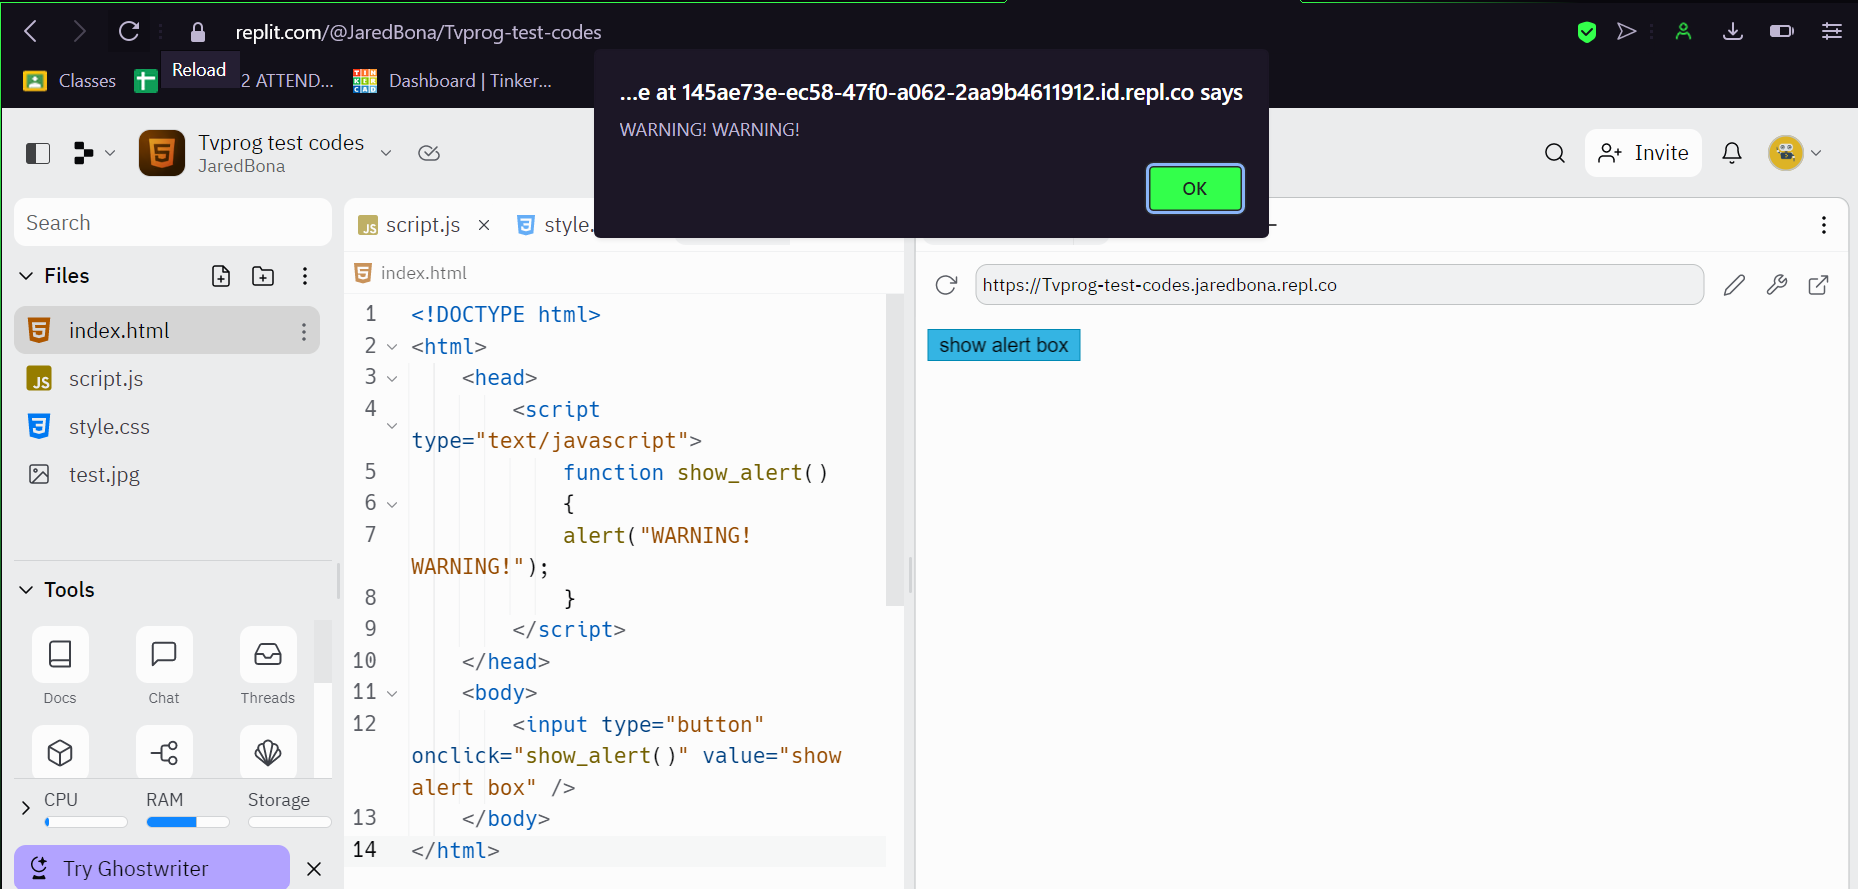 replit.com/@JaredBona/Tvprog-test-codes
Classes
Reload
2 ATTEND...
Dashboard | Tinker...
...e at 145ae73e-ec58-47f0-a062-2aa9b4611912.id.repl.co says
WARNING! WARNING!
OK
Tvprog test codes
JaredBona
Invite
Search
Files
index.html
script.js
style.css
test.jpg
Tools
Docs
Chat
Threads
CPU
RAM
Storage
Try Ghostwriter
script.js
style.
index.html
1 <!DOCTYPE html>
2 <html>
3 <head>
4 <script
type="text/javascript">
5 function show_alert()
6 {
7 alert("WARNING!
WARNING!");
8 }
9 </script>
10 </head>
11 <body>
12 <input type="button"
onclick="show_alert()" value="show
alert box" />
13 </body>
14 </html>
https://Tvprog-test-codes.jaredbona.repl.co
show alert box